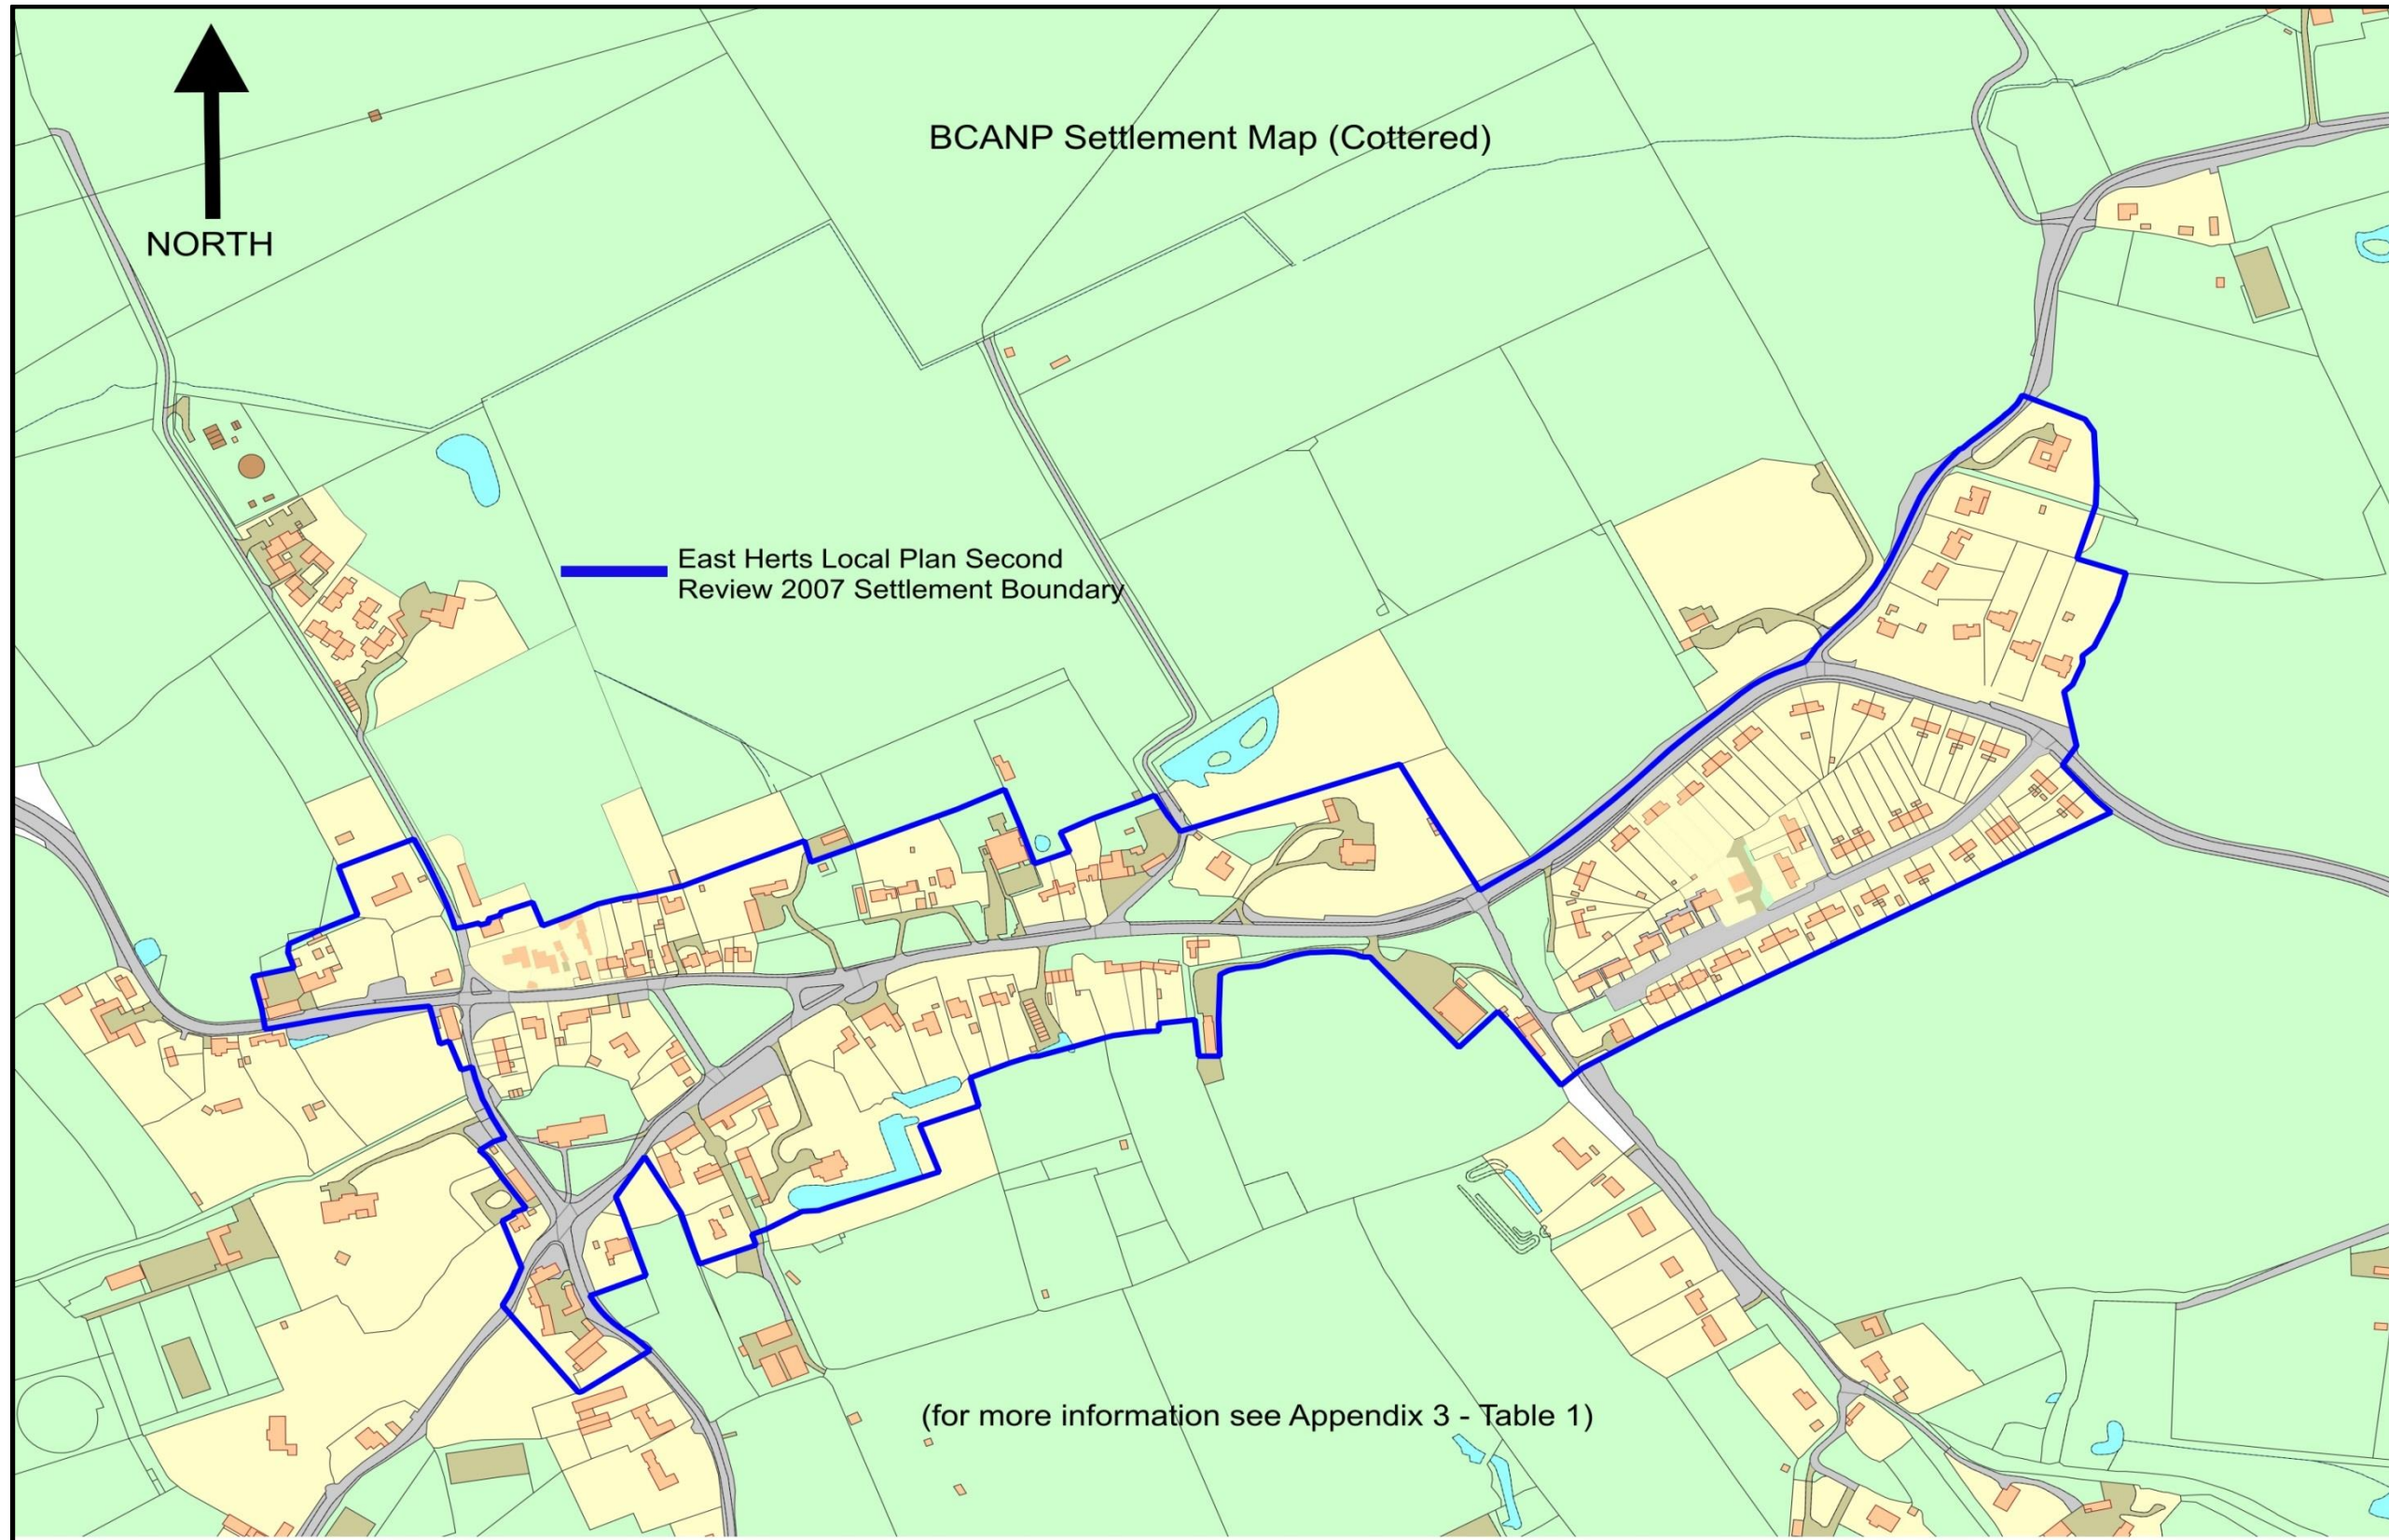 BCANP Settlement Map (Cottered)
NORTH
East Herts Local Plan Second
Review 2007 Settlement Boundary
(for more information see Appendix 3 - Table 1)